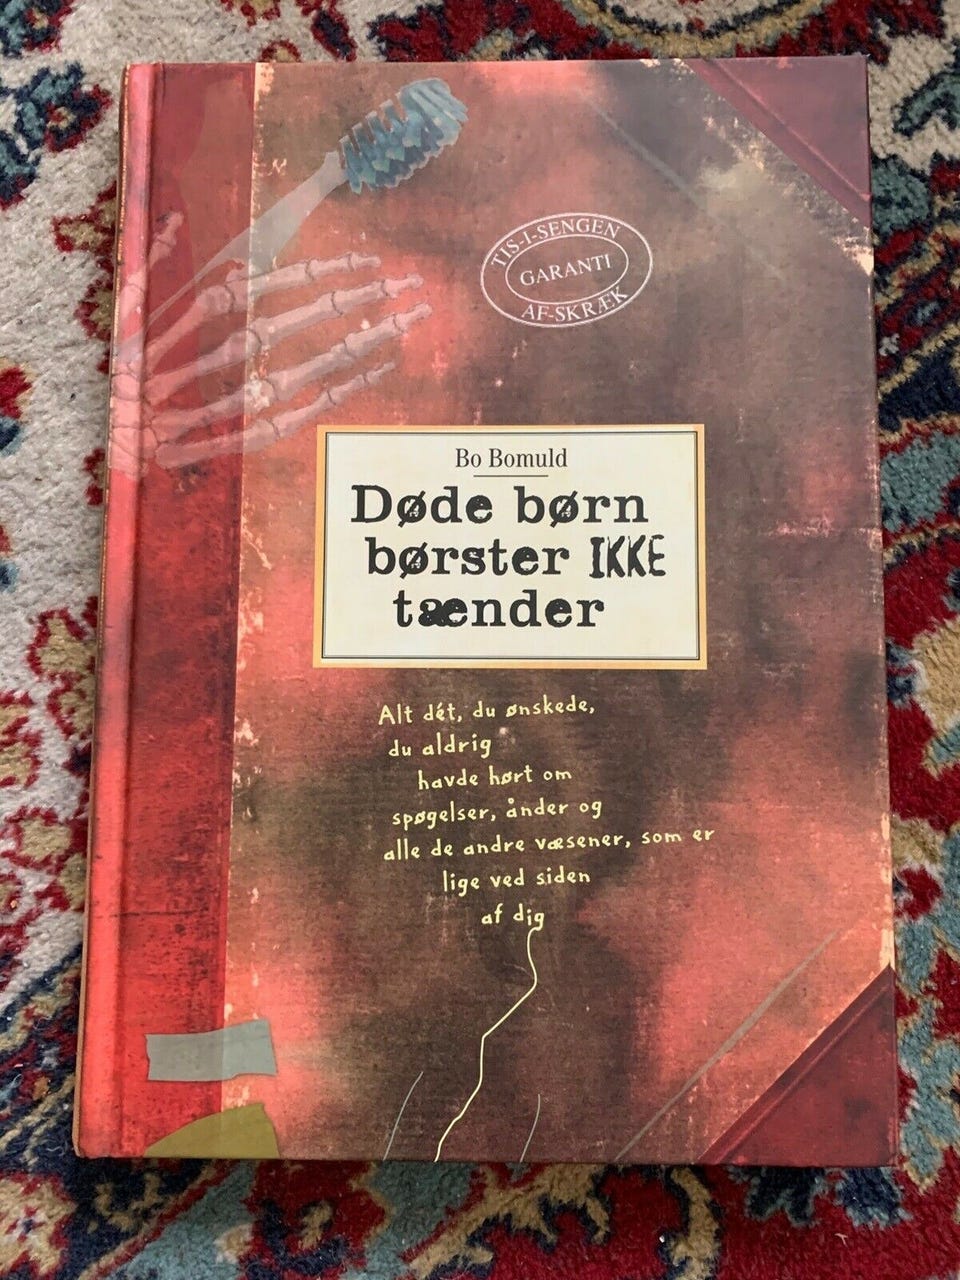 TIS-I-SENGEN
GARANTI
AF-SKRÆK
Bo Bomuld
Døde børn
børster IKKE
tænder
Alt dét, du ønskede,
du aldrig
havde hørt om
spøgelser, ånder og
alle de andre væsener, som er
lige ved siden
af dig